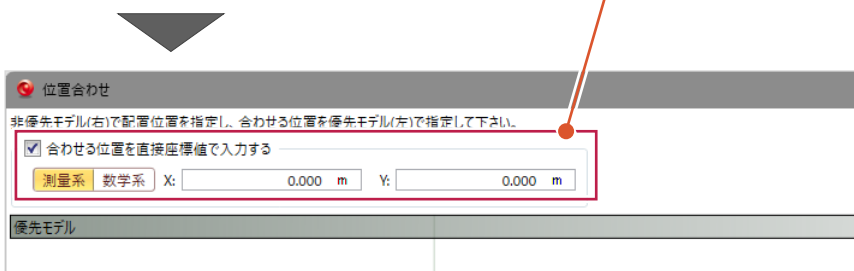 位置合わせ
非優先モデル(右)で配置位置を指定し、合わせる位置を優先モデル(左)で指定して下さい。
合わせる位置を直接座標値で入力する
測量系 数学系 X: 0.000 m Y: 0.000 m
優先モデル